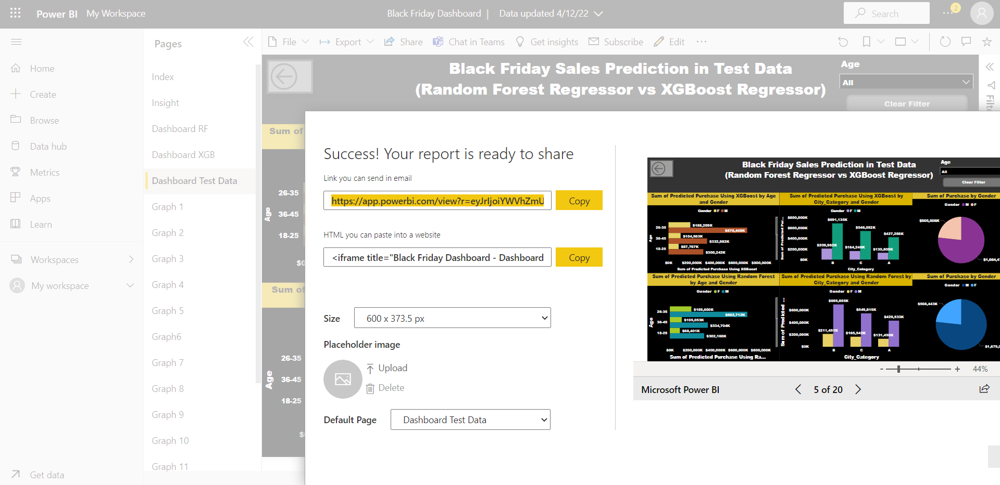 Power BI My Workspace
Black Friday Dashboard | Data updated 4/12/22
Search
2
Pages
File Export Share Chat in Teams Get insights Subscribe Edit
Home
Create
Browse
Data hub
Metrics
Apps
Learn
Workspaces
My workspace
Get data
Index
Insight
Dashboard RF
Dashboard XGB
Dashboard Test Data
Graph 1
Graph 2
Graph 3
Graph 4
Graph 5
Graph6
Graph 7
Graph 8
Graph 9
Graph 10
Graph 11
Black Friday Sales Prediction in Test Data
(Random Forest Regressor vs XGBoost Regressor)
Age
All
Clear Filter
Sum of
26-35
36-45
18-25
Age
$0
Sum of
26-35
36-45
18-25
Age
Success! Your report is ready to share
Link you can send in email
https://app.powerbi.com/view?r=eyJrIjoiYWVhZmU
Copy
HTML you can paste into a website
<iframe title="Black Friday Dashboard - Dashboard
Copy
Size
600 x 373.5 px
Placeholder image
Upload
Delete
Default Page
Dashboard Test Data
Black Friday Sales Prediction in Test Data
(Random Forest Regressor vs XGBoost Regressor)
Age
All
Clear Filter
Sum of Predicted Purchase Using XGBoost by Age
and Gender
Gender F M
26-35
36-45
18-25
Age
$188,209K
$678,448K
$104,563K
$332,982K
$87,767K
$300,242K
$0K $200,000K $400,000K $600,000K $800,000K
Sum of Predicted Purchase Using XGBoost
Sum of Predicted Purchase Using XGBoost by
City_Category and Gender
Gender F M
Sum of Predicted Pur...
$800,000K
$600,000K
$400,000K
$200,000K
$0K
$691,135K
$546,052K
$427,288K
$209,962K
$164,240K
$130,805K
B C A
City_Category
Sum of Purchase by Gender
Gender M F
$505,006K
$1,664,47
Sum of Predicted Purchase Using Random Forest
by Age and Gender
Gender F M
26-35
36-45
18-25
Age
$189,600K
$682,712K
$105,053K
$334,704K
$88,401K
$302,160K
$0K $200,000K $400,000K $600,000K $800,000K
Sum of Predicted Purchase Using Ra...
Sum of Predicted Purchase Using Random Forest by
City_Category and Gender
Gender F M
Sum of Predicted ...
$600,000K
$400,000K
$200,000K
$0K
$695,655K
$549,815K
$429,533K
$211,451K
$165,542K
$131,450K
B C A
City_Category
Sum of Purchase by Gender
Gender M F
$508,443K
$1,675,0
- + 44%
Microsoft Power BI
5 of 20